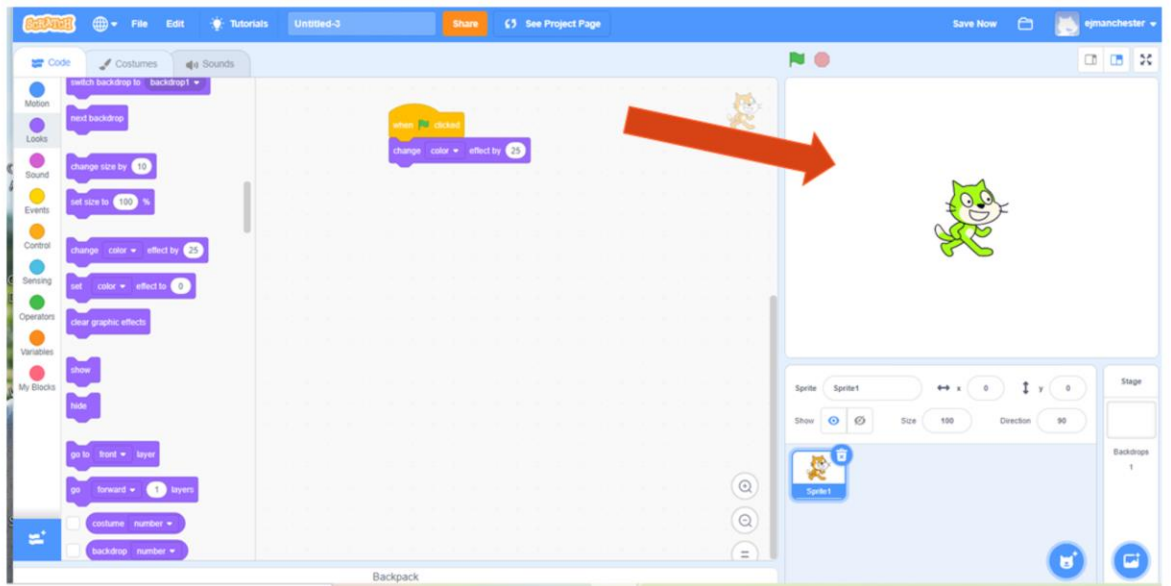 SCRATCH File Edit Tutorials Untitled-3 Share See Project Page Save Now ejmanchester
Code Costumes Sounds
Motion
Looks
Sound
Events
Control
Sensing
Operators
Variables
My Blocks
switch backdrop to backdrop1
next backdrop
change size by 10
set size to 100 %
change color effect by 25
set color effect to 0
clear graphic effects
show
hide
go to front layer
go forward 1 layers
costume number
backdrop number
when clicked
change color effect by 25
Sprite Sprite1 x 0 y 0
Show Size 100 Direction 90
Sprite1
Stage
Backdrops
1
Backpack